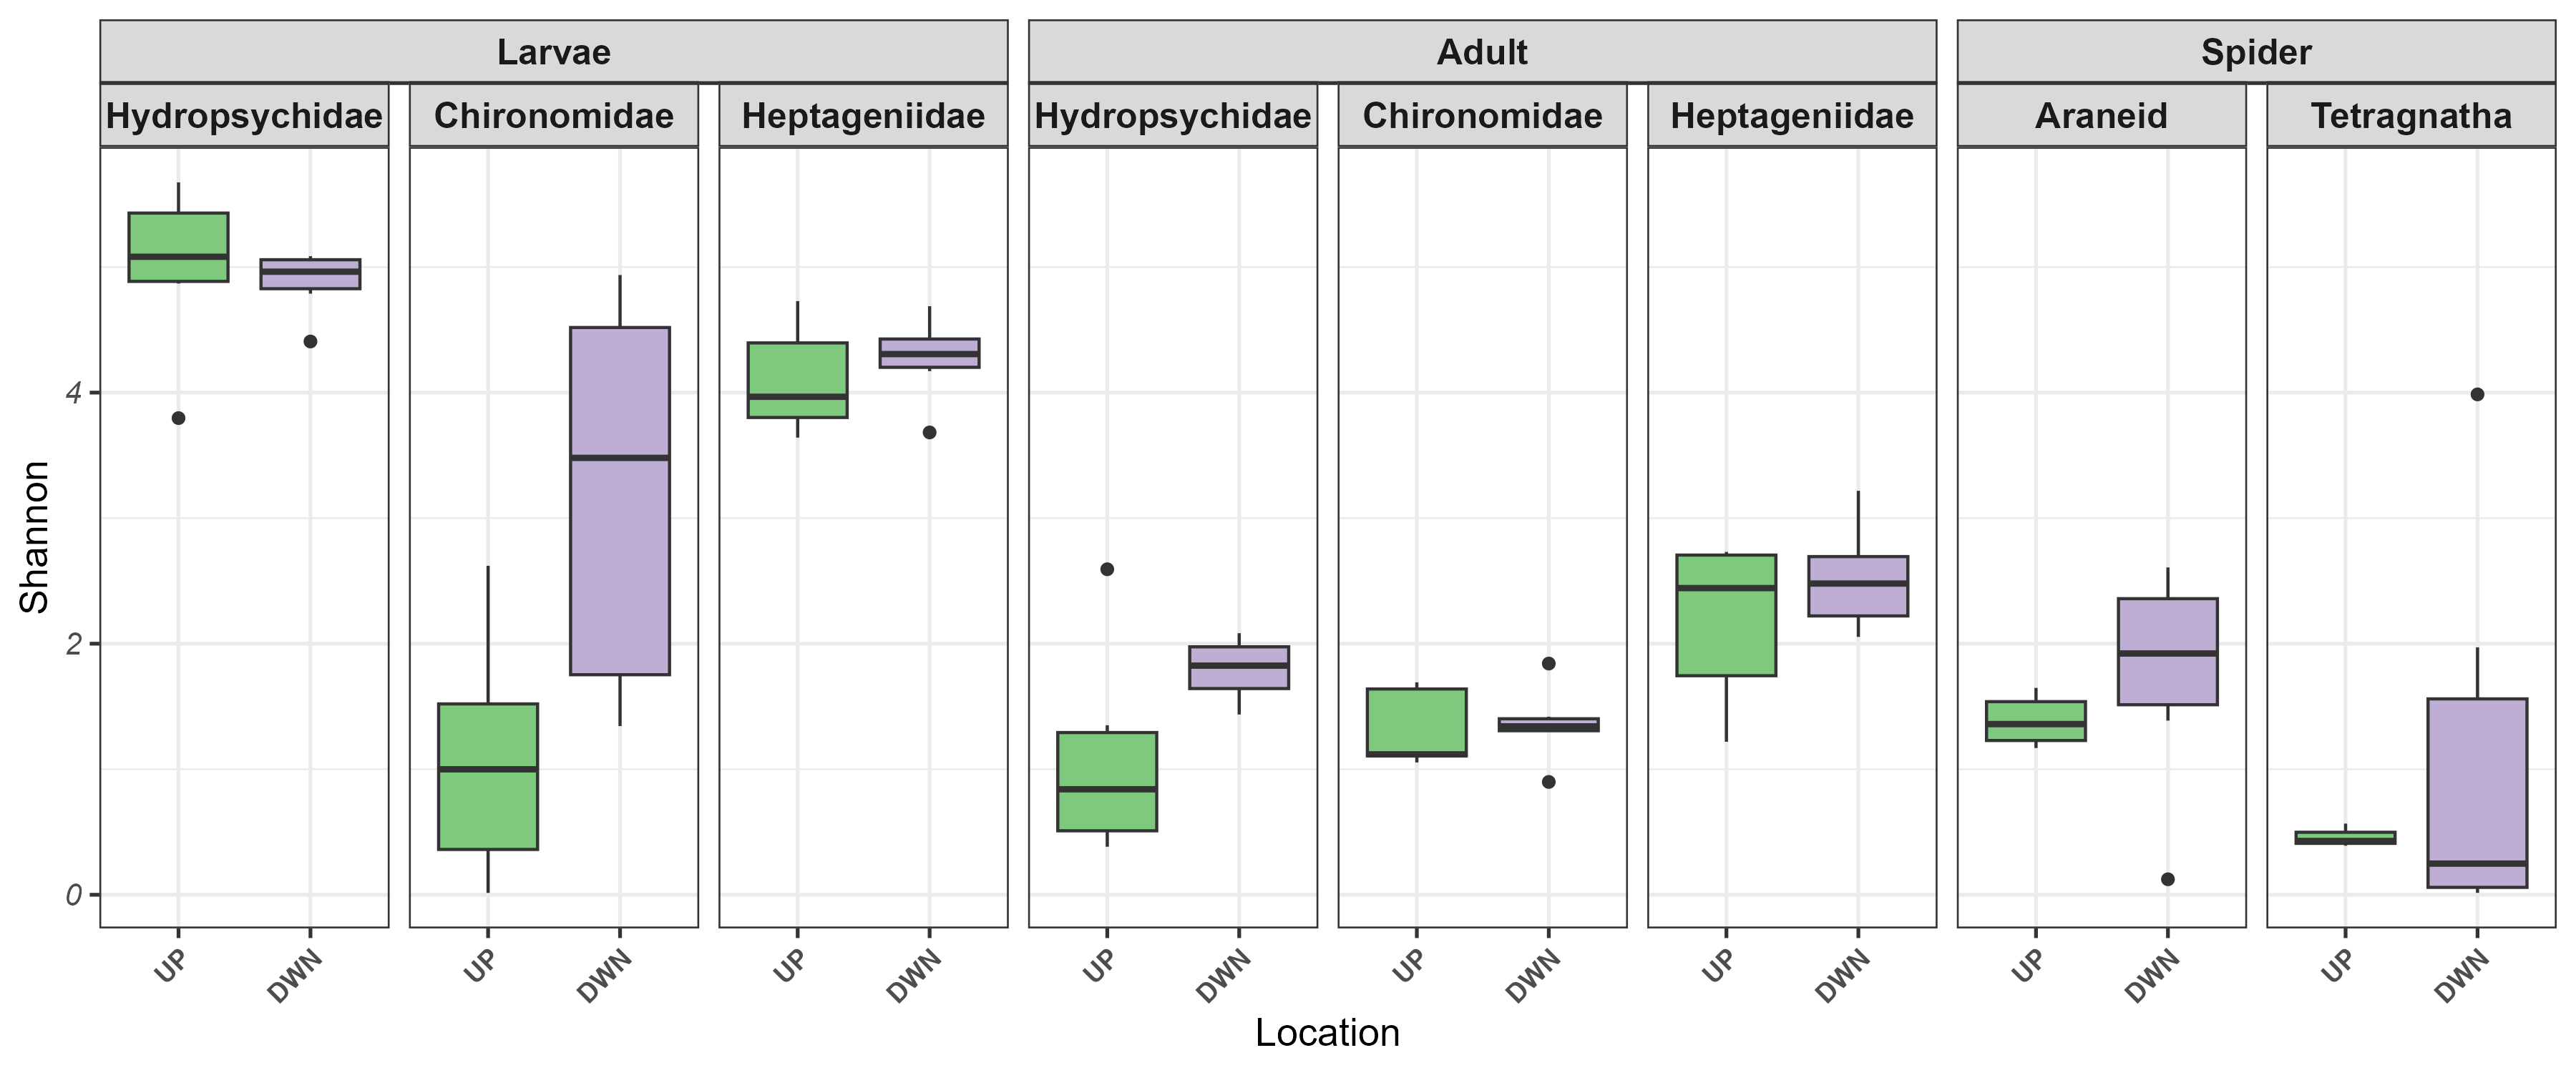 Larvae Adult Spider
Hydropsychidae Chironomidae Heptageniidae Hydropsychidae Chironomidae Heptageniidae Araneid Tetragnatha
Shannon
4
2
0
UP DWN UP DWN UP DWN UP DWN UP DWN UP DWN UP DWN UP DWN
Location